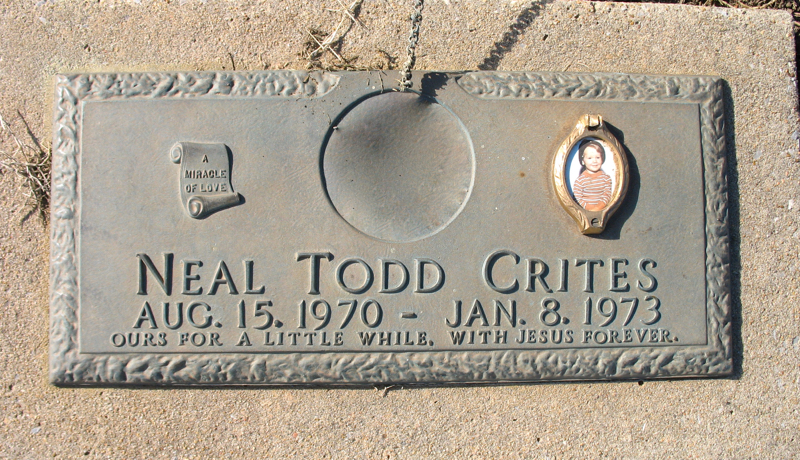 A
MIRACLE
OF LOVE
NEAL TODD CRITES
AUG. 15. 1970 - JAN. 8. 1973
OURS FOR A LITTLE WHILE. WITH JESUS FOREVER.